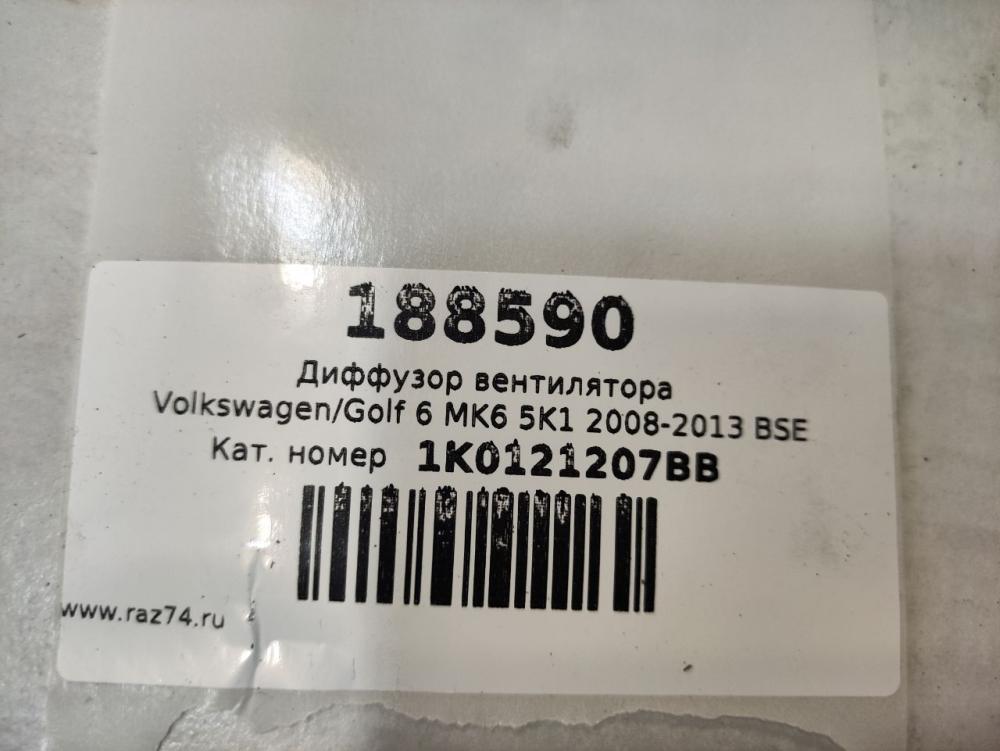 188590
Диффузор вентилятора
Volkswagen/Golf 6 MK6 5K1 2008-2013 BSE
Кат. номер 1K0121207BB
www.raz74.ru